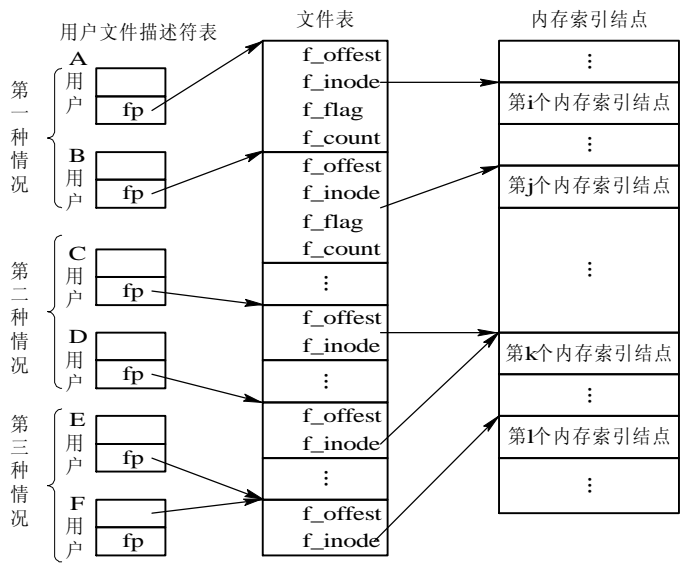 用户文件描述符表
文件表
内存索引结点
第一种情况
A
用户
fp
B
用户
fp
第二种情况
C
用户
fp
D
用户
fp
第三种情况
E
用户
fp
F
用户
fp
f_offest
f_inode
f_flag
f_count
f_offest
f_inode
f_flag
f_count
⋮
f_offest
f_inode
⋮
f_offest
f_inode
⋮
f_offest
f_inode
⋮
第i个内存索引结点
⋮
第j个内存索引结点
⋮
第k个内存索引结点
⋮
第l个内存索引结点
⋮